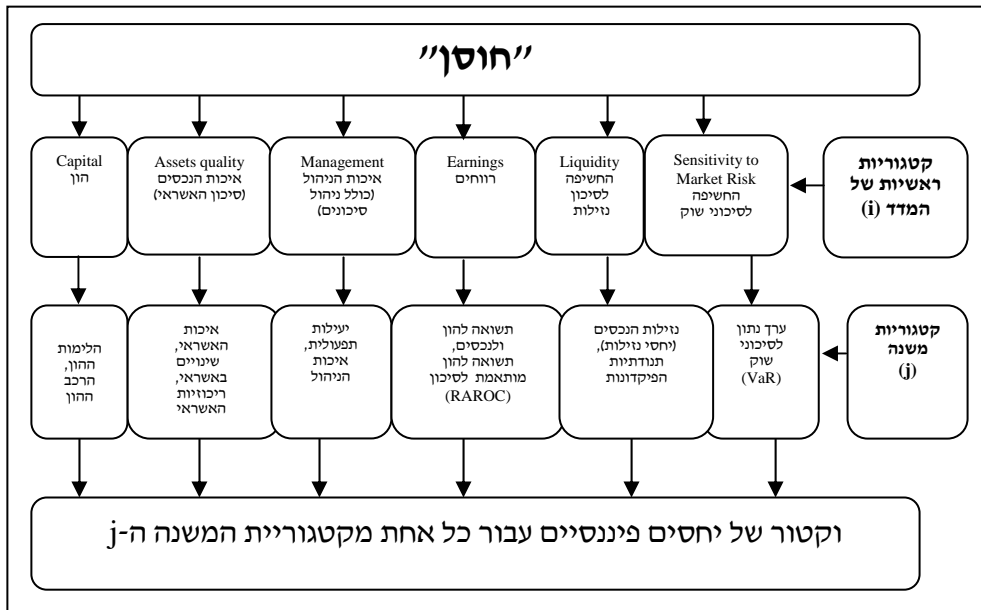 "חוסן"
Capital
הון
Assets quality
איכות הנכסים
(סיכון האשראי)
Management
איכות הניהול
(כולל ניהול
סיכונים)
Earnings
רווחים
Liquidity
החשיפה
לסיכון
נזילות
Sensitivity to
Market Risk
החשיפה
לסיכוני שוק
קטגוריות
ראשיות של
המדד (i)
הלימות
ההון,
הרכב
ההון
איכות
האשראי,
שינויים
באשראי,
ריכוזיות
האשראי
יעילות
תפעולית,
איכות
הניהול
תשואה להון
ולנכסים,
תשואה להון
מותאמת לסיכון
(RAROC)
נזילות הנכסים
(יחסי נזילות),
תנודתיות
הפיקדונות
ערך נתון
לסיכוני
שוק
(VaR)
קטגוריות
משנה
(j)
וקטור של יחסים פיננסיים עבור כל אחת מקטגוריית המשנה ה-j